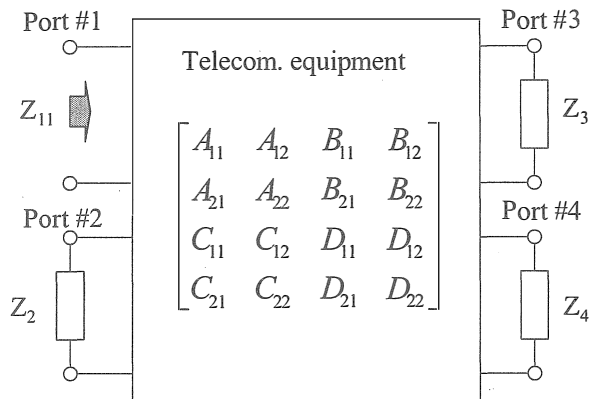 Port #1
Port #3
Telecom. equipment
Z11
Z3
A11 A12 B11 B12
A21 A22 B21 B22
C11 C12 D11 D12
C21 C22 D21 D22
Port #2
Port #4
Z2
Z4